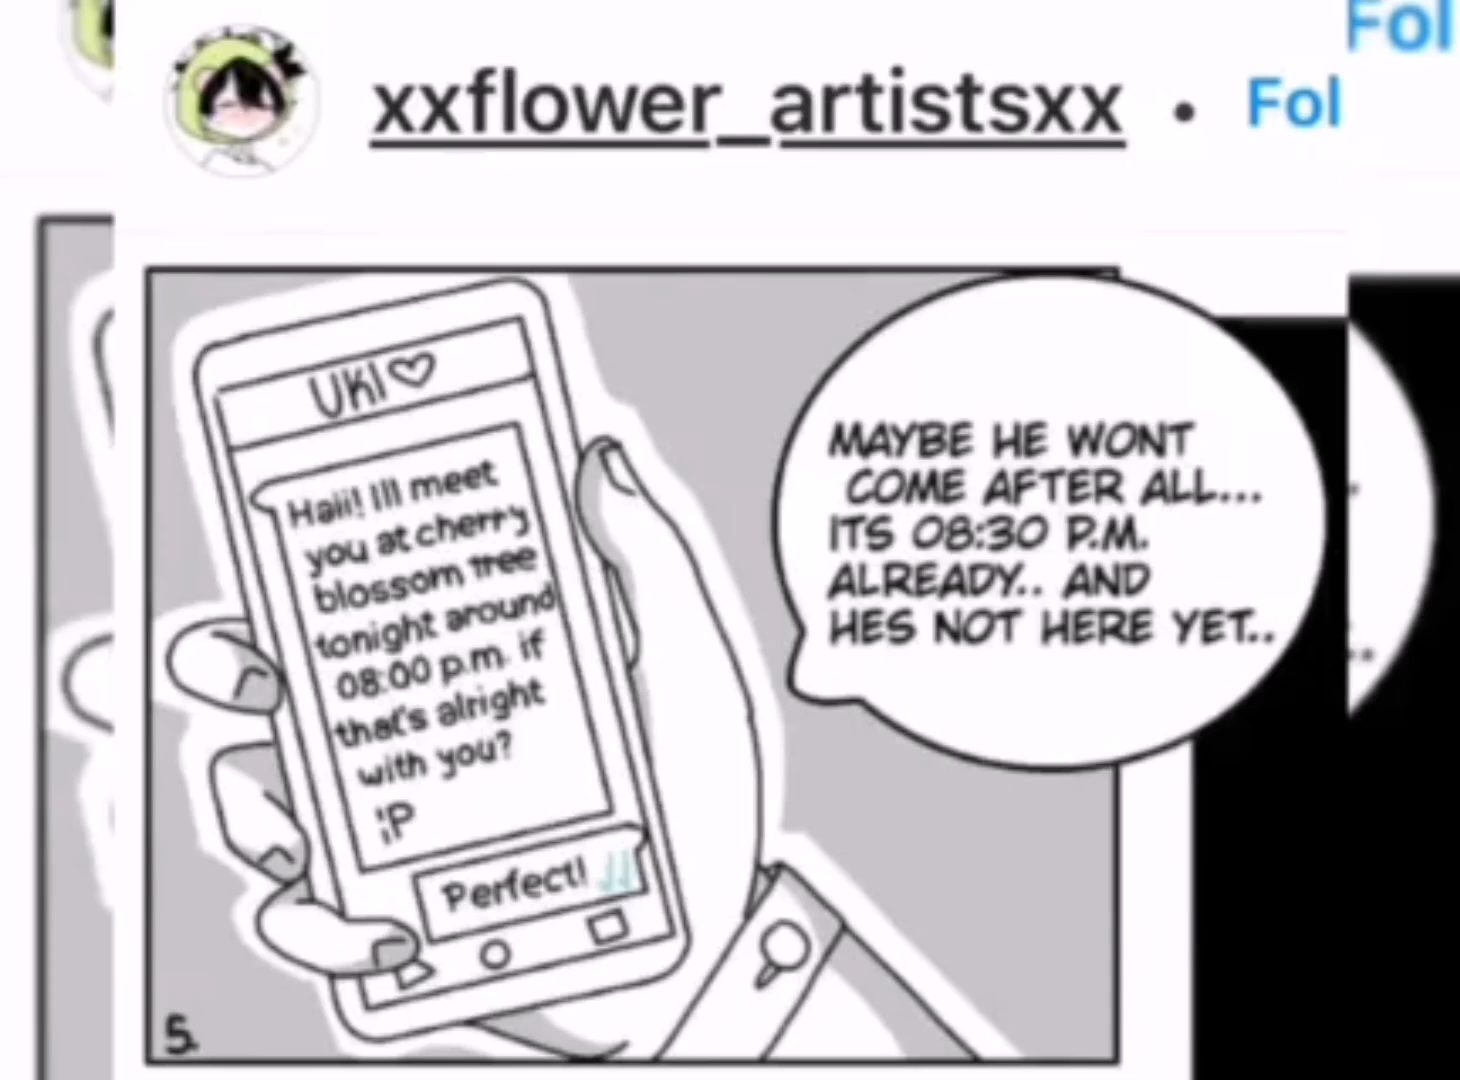 Fol
xxflower_artistsxx • Fol
UKI♡
Haii! Ill meet
you at cherry
blossom tree
tonight around
08:00 p.m. if
that's alright
with you?
;P
Perfect!
MAYBE HE WONT
COME AFTER ALL...
ITS 08:30 P.M.
ALREADY.. AND
HES NOT HERE YET..
5.